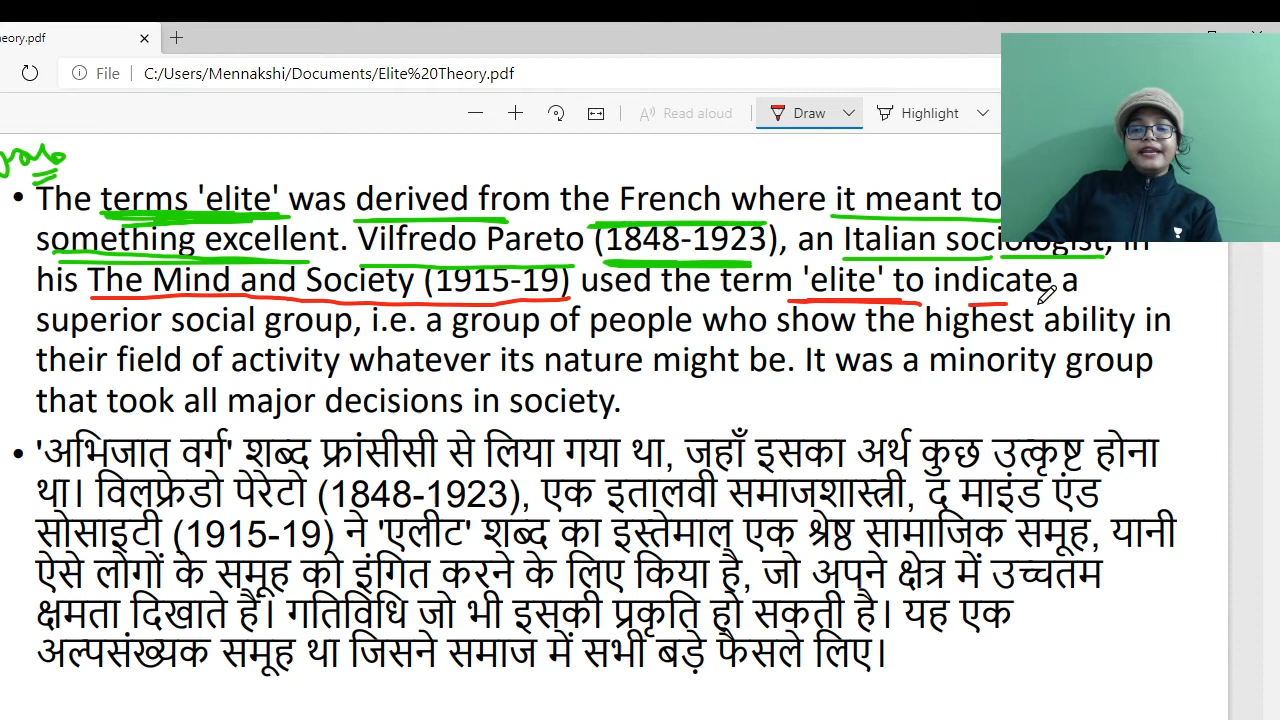 eory.pdf
File C:/Users/Mennakshi/Documents/Elite%20Theory.pdf
Read aloud Draw Highlight
• The terms 'elite' was derived from the French where it meant to
something excellent. Vilfredo Pareto (1848-1923), an Italian sociologist, in
his The Mind and Society (1915-19) used the term 'elite' to indicate a
superior social group, i.e. a group of people who show the highest ability in
their field of activity whatever its nature might be. It was a minority group
that took all major decisions in society.
• 'अभिजात वर्ग' शब्द फ्रांसीसी से लिया गया था, जहाँ इसका अर्थ कुछ उत्कृष्ट होना
था। विलफ्रेडो पेरेटो (1848-1923), एक इतालवी समाजशास्त्री, द माइंड एंड
सोसाइटी (1915-19) ने 'एलीट' शब्द का इस्तेमाल एक श्रेष्ठ सामाजिक समूह, यानी
ऐसे लोगों के समूह को इंगित करने के लिए किया है, जो अपने क्षेत्र में उच्चतम
क्षमता दिखाते हैं। गतिविधि जो भी इसकी प्रकृति हो सकती है। यह एक
अल्पसंख्यक समूह था जिसने समाज में सभी बड़े फैसले लिए।